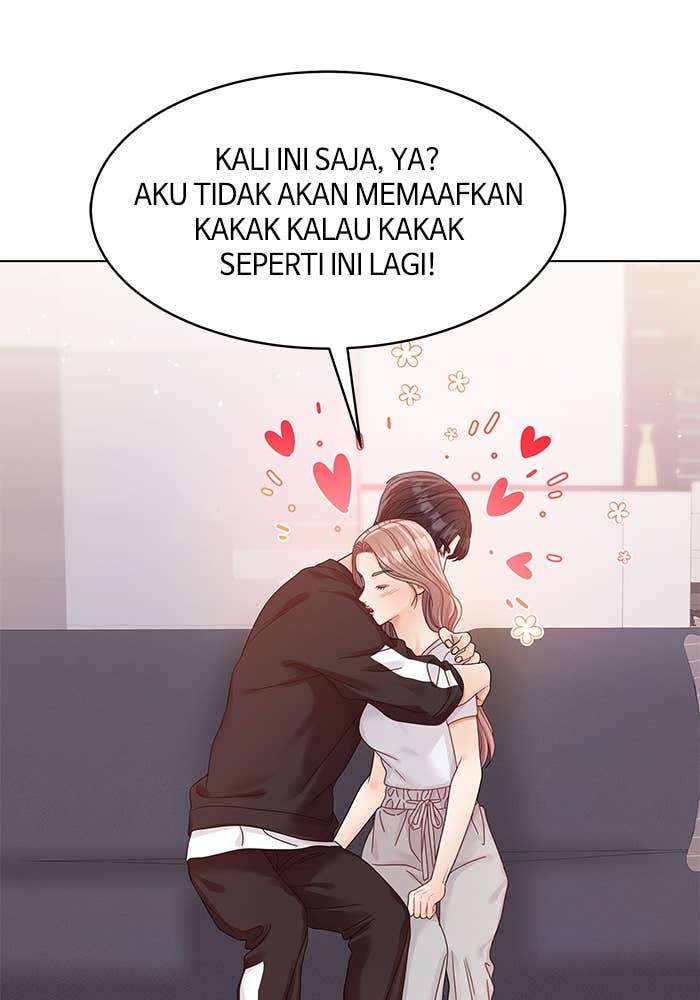 KALI INI SAJA, YA?
AKU TIDAK AKAN MEMAAFKAN
KAKAK KALAU KAKAK
SEPERTI INI LAGI!